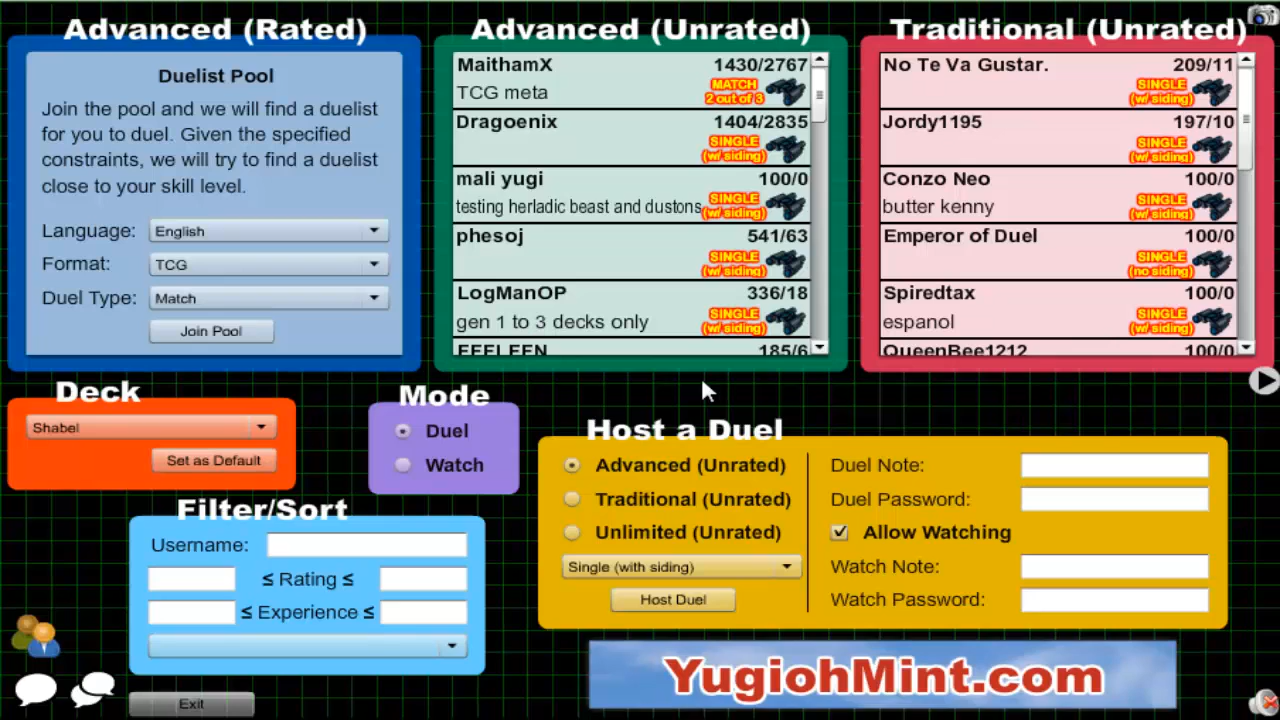 Advanced (Rated)
Duelist Pool
Join the pool and we will find a duelist
for you to duel. Given the specified
constraints, we will try to find a duelist
close to your skill level.
Language: English
Format: TCG
Duel Type: Match
Join Pool
Advanced (Unrated)
MaithamX 1430/2767
TCG meta MATCH
2 out of 3
Dragoenix 1404/2835
SINGLE
(w/ siding)
mali yugi 100/0
testing herladic beast and dustons SINGLE
(w/ siding)
phesoj 541/63
SINGLE
(w/ siding)
LogManOP 336/18
gen 1 to 3 decks only SINGLE
(w/ siding)
EFELEEN 185/6
Traditional (Unrated)
No Te Va Gustar. 209/11
SINGLE
(w/ siding)
Jordy1195 197/10
SINGLE
(w/ siding)
Conzo Neo 100/0
butter kenny SINGLE
(w/ siding)
Emperor of Duel 100/0
SINGLE
(no siding)
Spiredtax 100/0
espanol SINGLE
(w/ siding)
QueenBee1212 100/0
Deck
Shabel
Set as Default
Mode
Duel
Watch
Filter/Sort
Username:
≤ Rating ≤
≤ Experience ≤
Exit
Host a Duel
Advanced (Unrated)
Traditional (Unrated)
Unlimited (Unrated)
Single (with siding)
Host Duel
Duel Note:
Duel Password:
Allow Watching
Watch Note:
Watch Password:
YugiohMint.com